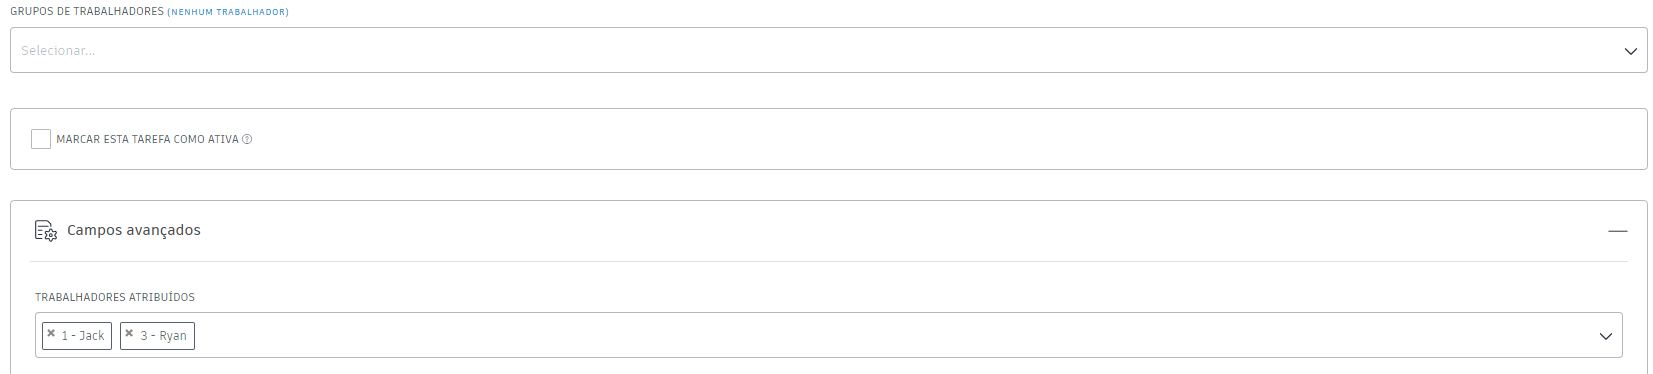 GRUPOS DE TRABALHADORES (NENHUM TRABALHADOR)
Selecionar...
MARCAR ESTA TAREFA COMO ATIVA
Campos avançados
TRABALHADORES ATRIBUÍDOS
× 1 - Jack × 3 - Ryan